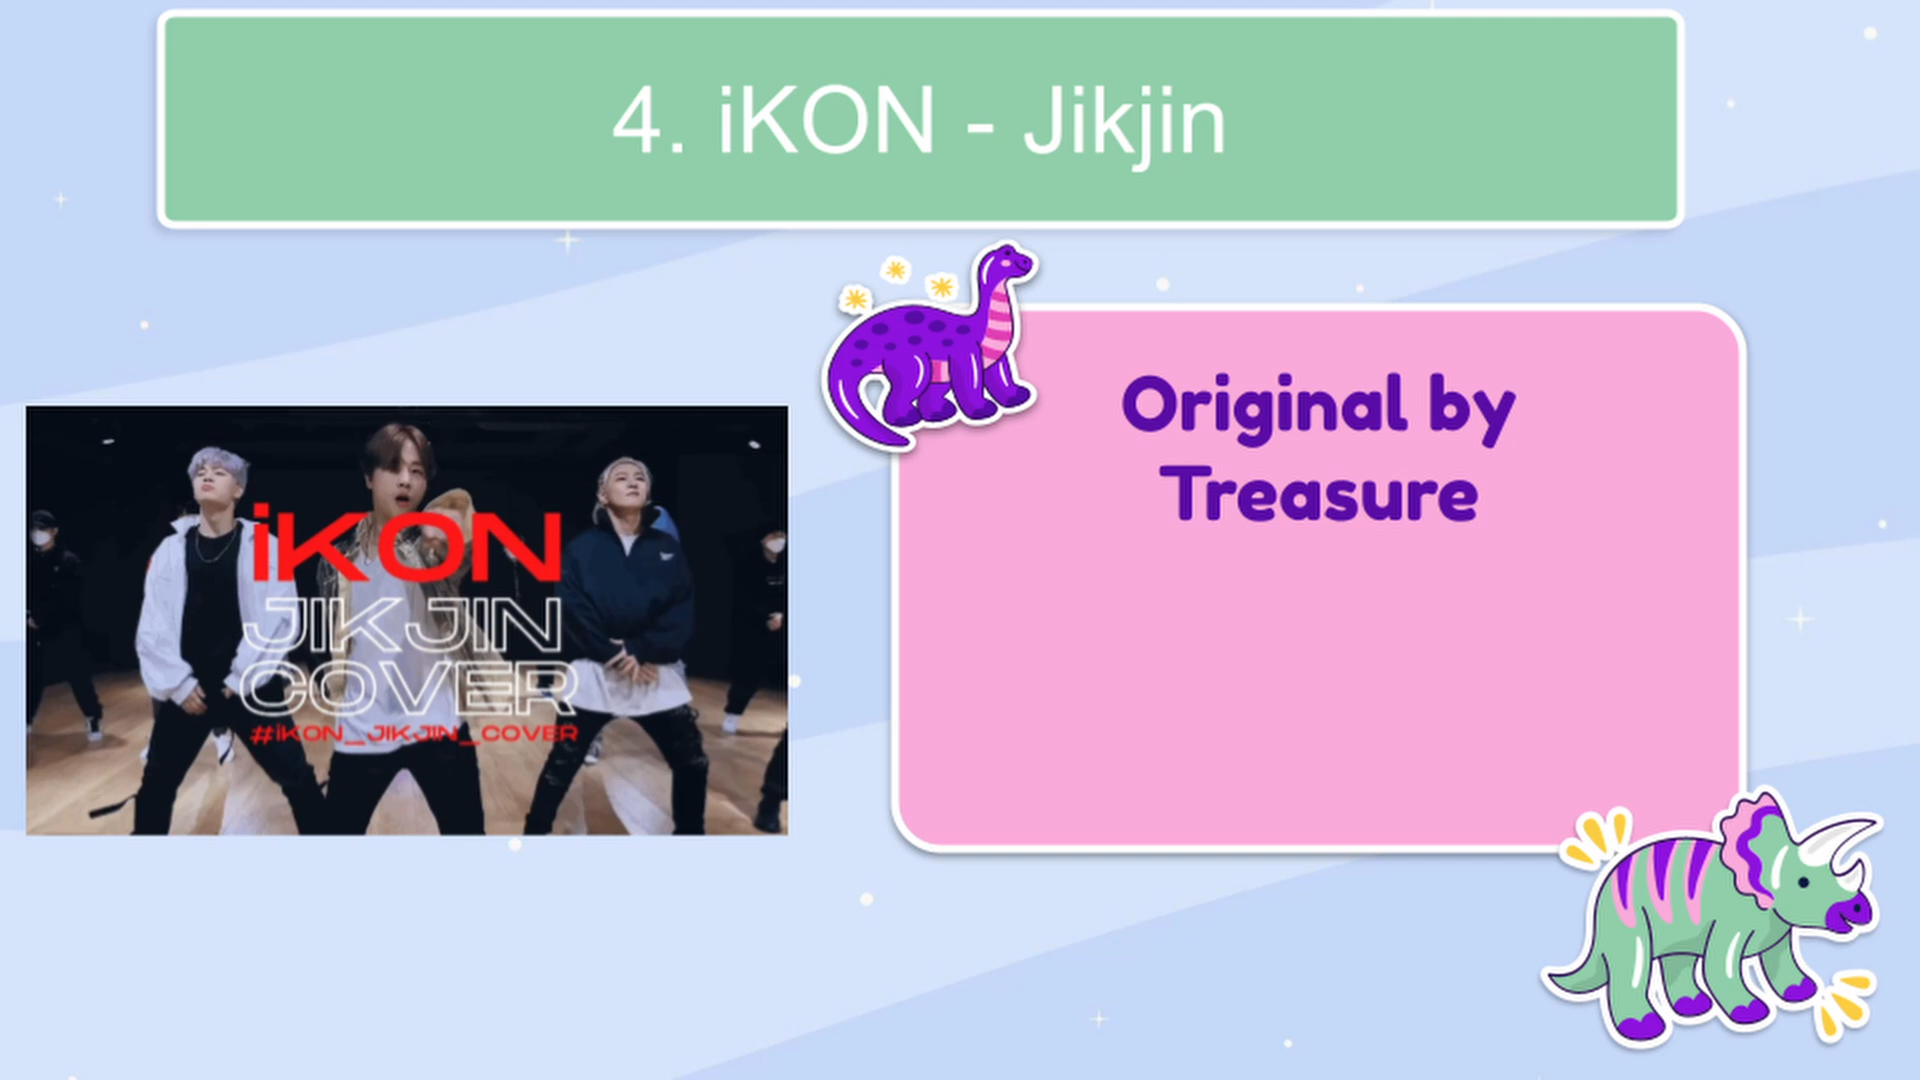 4. iKON - Jikjin
Original by
Treasure
iKON
JIKJIN
COVER
#iKON_JIKJIN_COVER